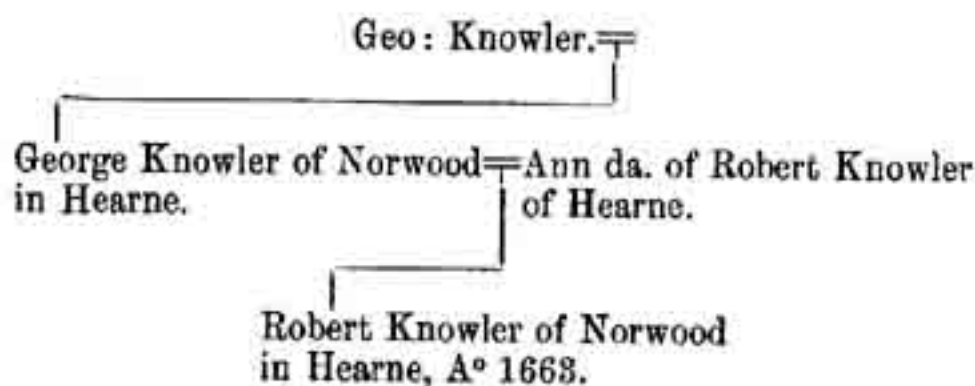 Geo: Knowler.
George Knowler of Norwood=Ann da. of Robert Knowler
in Hearne. of Hearne.
Robert Knowler of Norwood
in Hearne, Aº 1663.